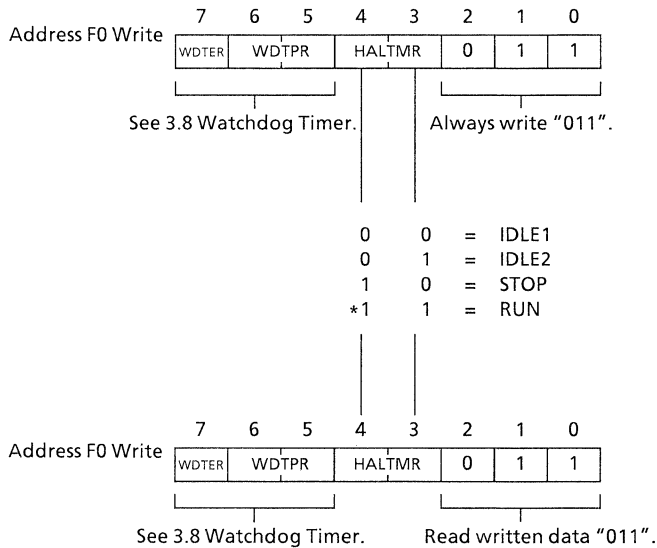 7 6 5 4 3 2 1 0
Address F0 Write WDTER WDTPR HALTMR 0 1 1
See 3.8 Watchdog Timer. Always write "011".
0 0 = IDLE1
0 1 = IDLE2
1 0 = STOP
*1 1 = RUN
7 6 5 4 3 2 1 0
Address F0 Write WDTER WDTPR HALTMR 0 1 1
See 3.8 Watchdog Timer. Read written data "011".